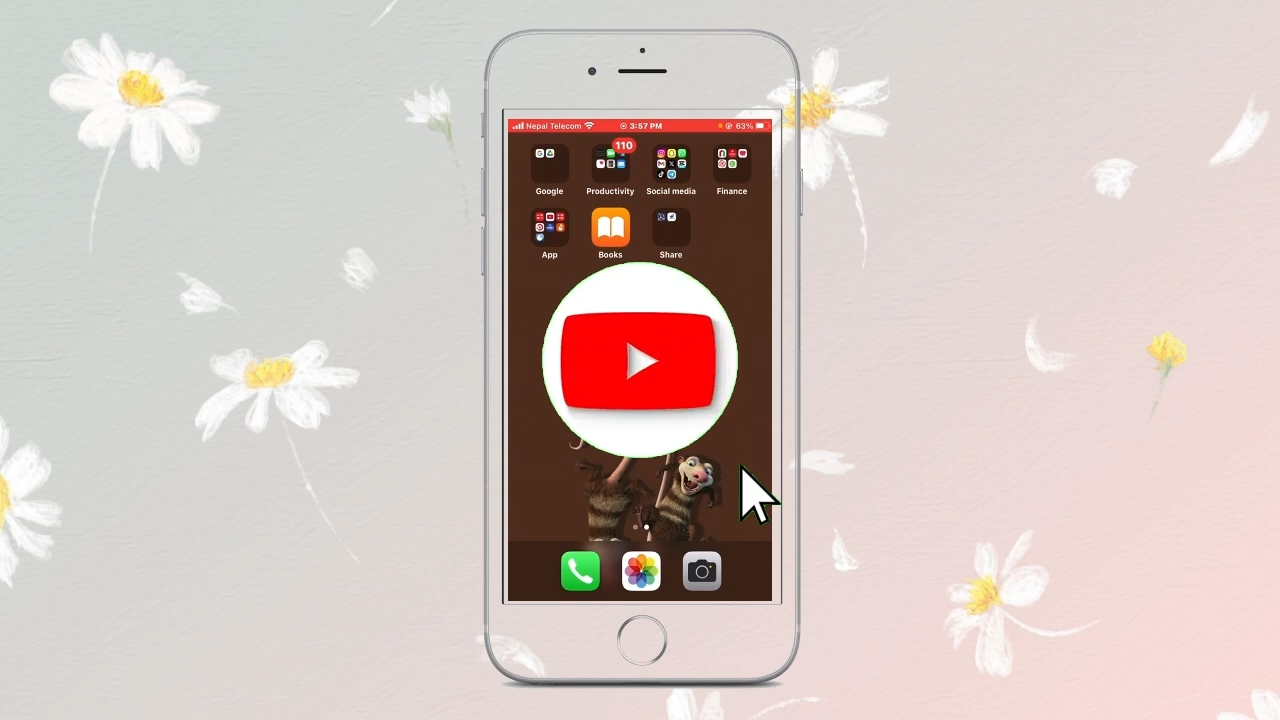 Nepal Telecom 3:57 PM 63%
110
Google Productivity Social media Finance
App Books Share